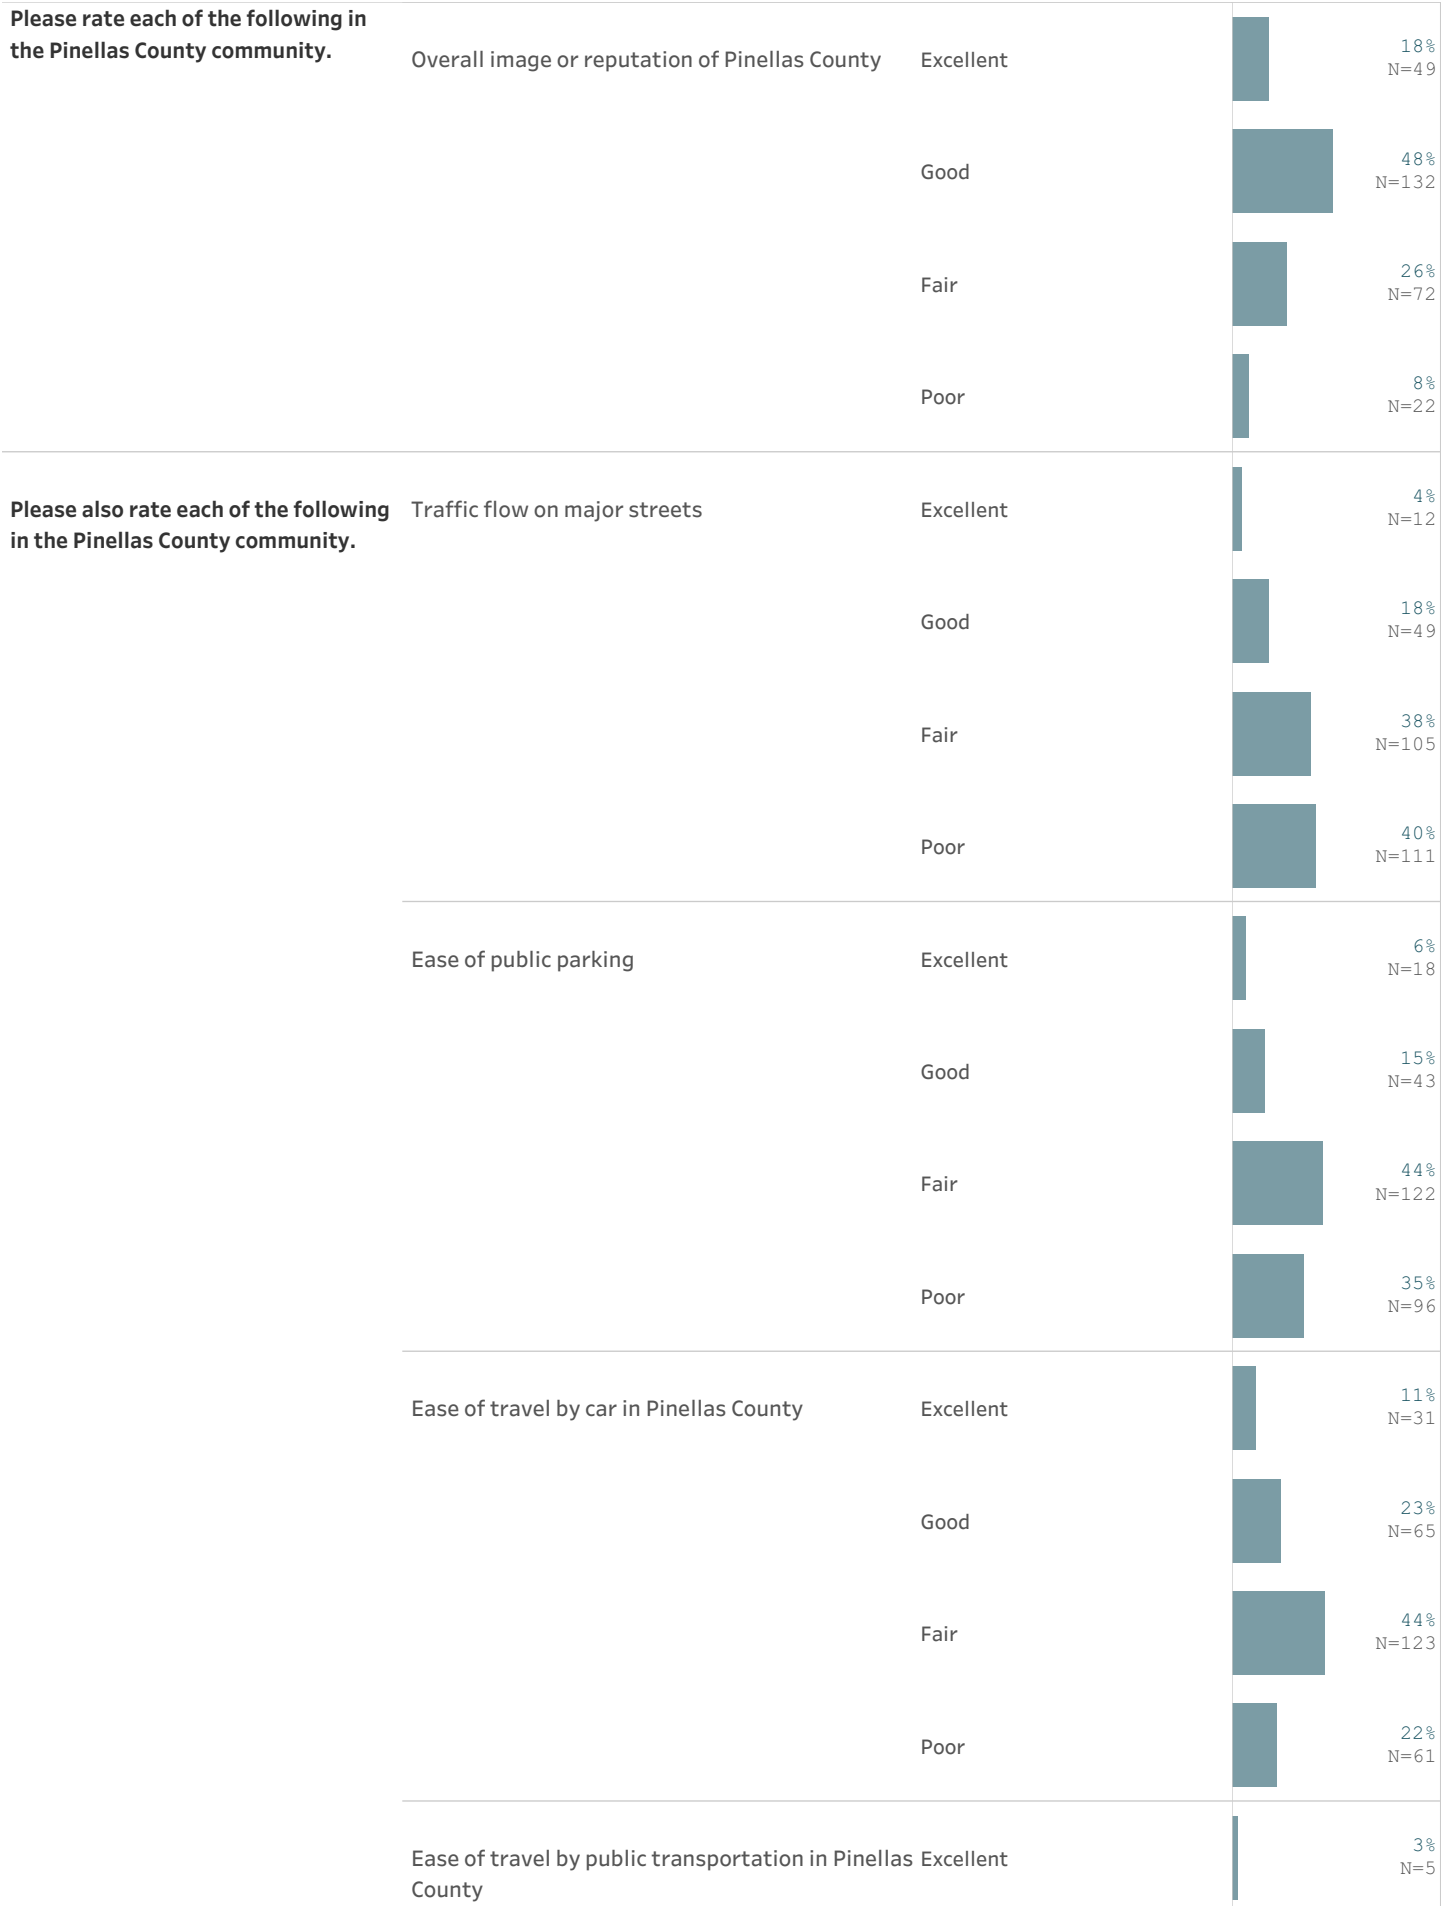 Please rate each of the following in
the Pinellas County community.
Overall image or reputation of Pinellas County
Excellent
18%
N=49
Good
48%
N=132
Fair
26%
N=72
Poor
8%
N=22
Please also rate each of the following
in the Pinellas County community.
Traffic flow on major streets
Excellent
4%
N=12
Good
18%
N=49
Fair
38%
N=105
Poor
40%
N=111
Ease of public parking
Excellent
6%
N=18
Good
15%
N=43
Fair
44%
N=122
Poor
35%
N=96
Ease of travel by car in Pinellas County
Excellent
11%
N=31
Good
23%
N=65
Fair
44%
N=123
Poor
22%
N=61
Ease of travel by public transportation in Pinellas
County
Excellent
3%
N=5